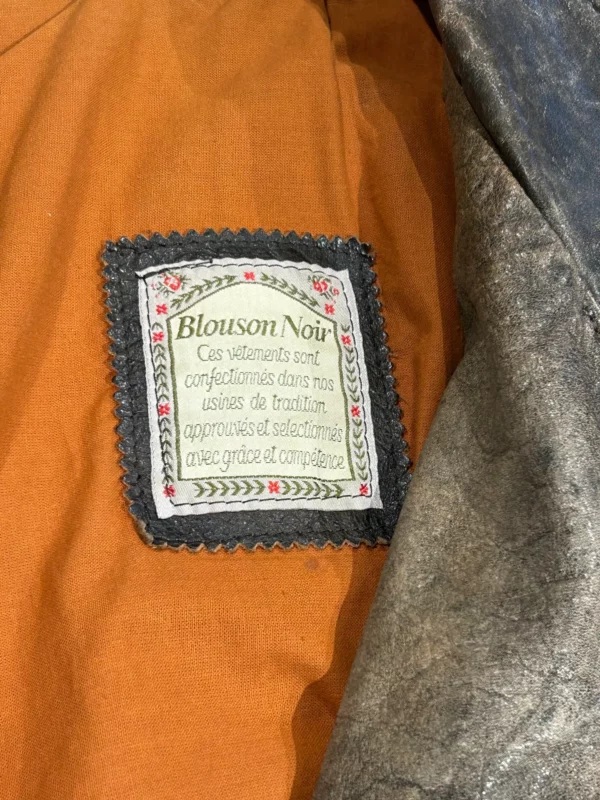 Blouson Noir
Ces vêtements sont
confectionnés dans nos
usines de tradition
approuvés et selectionnés
avec grâce et compétence